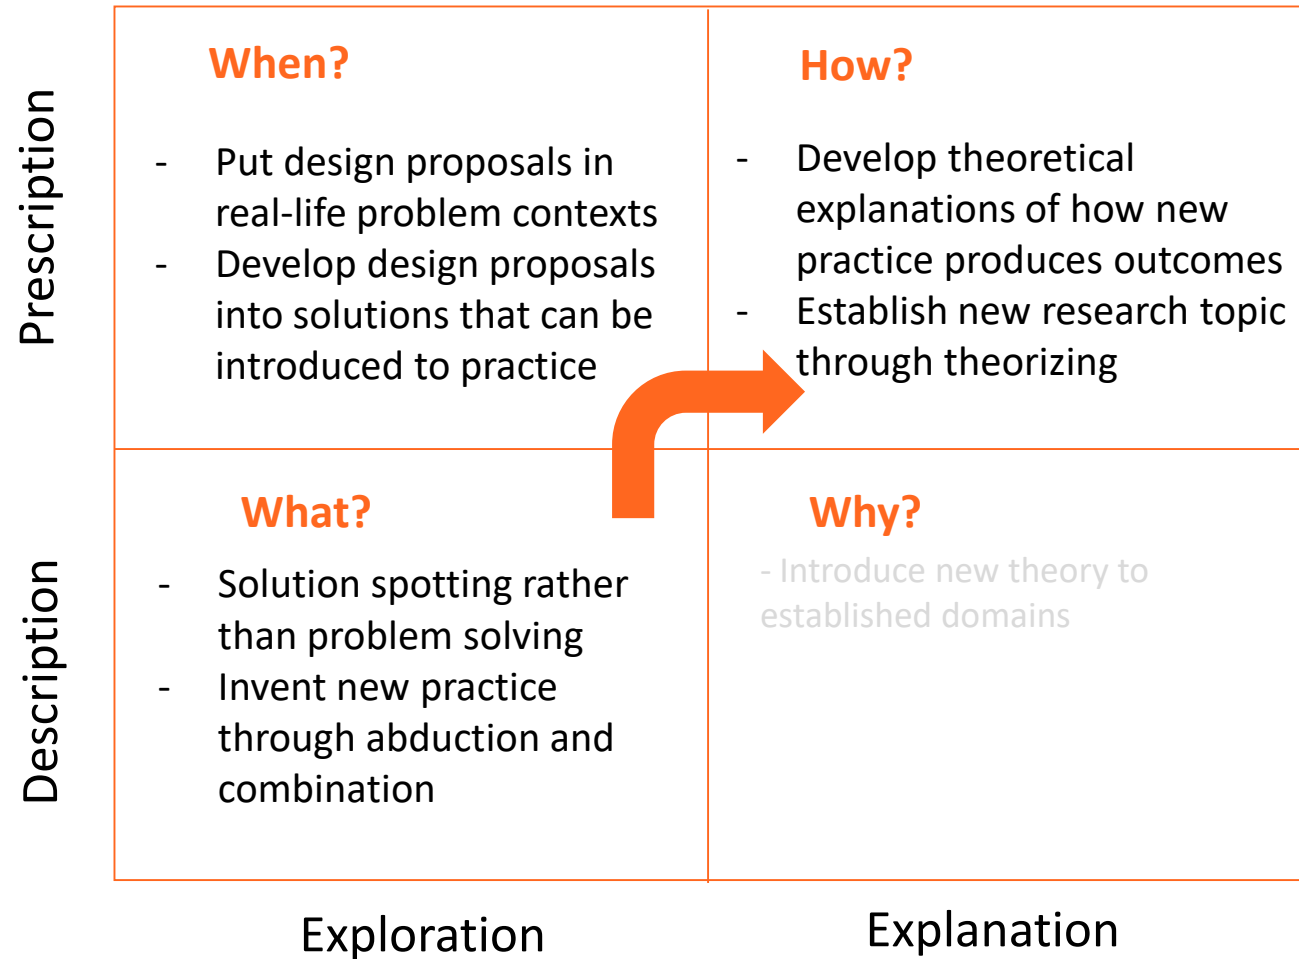 Prescription
When?
- Put design proposals in
real-life problem contexts
- Develop design proposals
into solutions that can be
introduced to practice
How?
- Develop theoretical
explanations of how new
practice produces outcomes
- Establish new research topic
through theorizing
Description
What?
- Solution spotting rather
than problem solving
- Invent new practice
through abduction and
combination
Why?
- Introduce new theory to
established domains
Exploration
Explanation